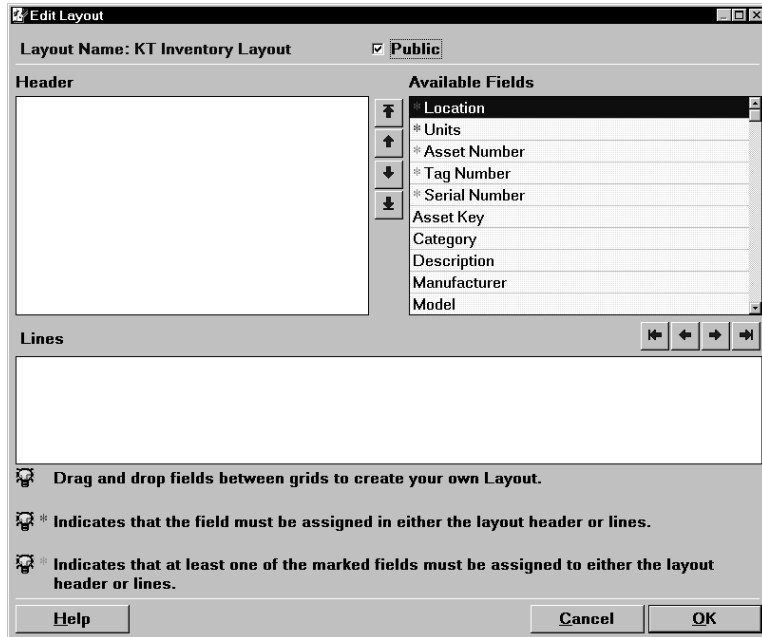 Edit Layout
Layout Name: KT Inventory Layout
Public
Header
Available Fields
* Location
* Units
* Asset Number
* Tag Number
* Serial Number
Asset Key
Category
Description
Manufacturer
Model
Lines
Drag and drop fields between grids to create your own Layout.
* Indicates that the field must be assigned in either the layout header or lines.
* Indicates that at least one of the marked fields must be assigned to either the layout
header or lines.
Help
Cancel
OK